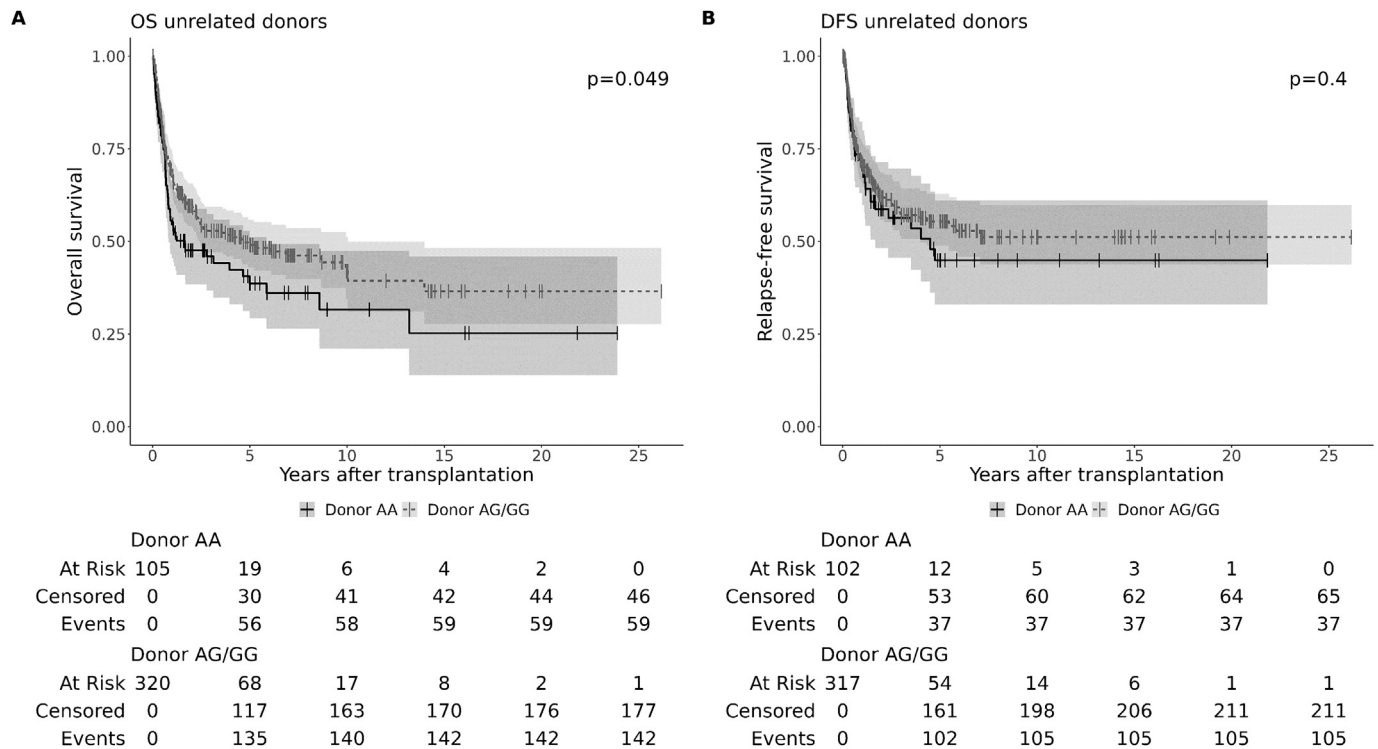 A
OS unrelated donors
p=0.049
Overall survival
1.00
0.75
0.50
0.25
0.00
0 5 10 15 20 25
Years after transplantation
Donor AA Donor AG/GG
Donor AA
At Risk 105 19 6 4 2 0
Censored 0 30 41 42 44 46
Events 0 56 58 59 59 59
Donor AG/GG
At Risk 320 68 17 8 2 1
Censored 0 117 163 170 176 177
Events 0 135 140 142 142 142
B
DFS unrelated donors
p=0.4
Relapse-free survival
1.00
0.75
0.50
0.25
0.00
0 5 10 15 20 25
Years after transplantation
Donor AA Donor AG/GG
Donor AA
At Risk 102 12 5 3 1 0
Censored 0 53 60 62 64 65
Events 0 37 37 37 37 37
Donor AG/GG
At Risk 317 54 14 6 1 1
Censored 0 161 198 206 211 211
Events 0 102 105 105 105 105